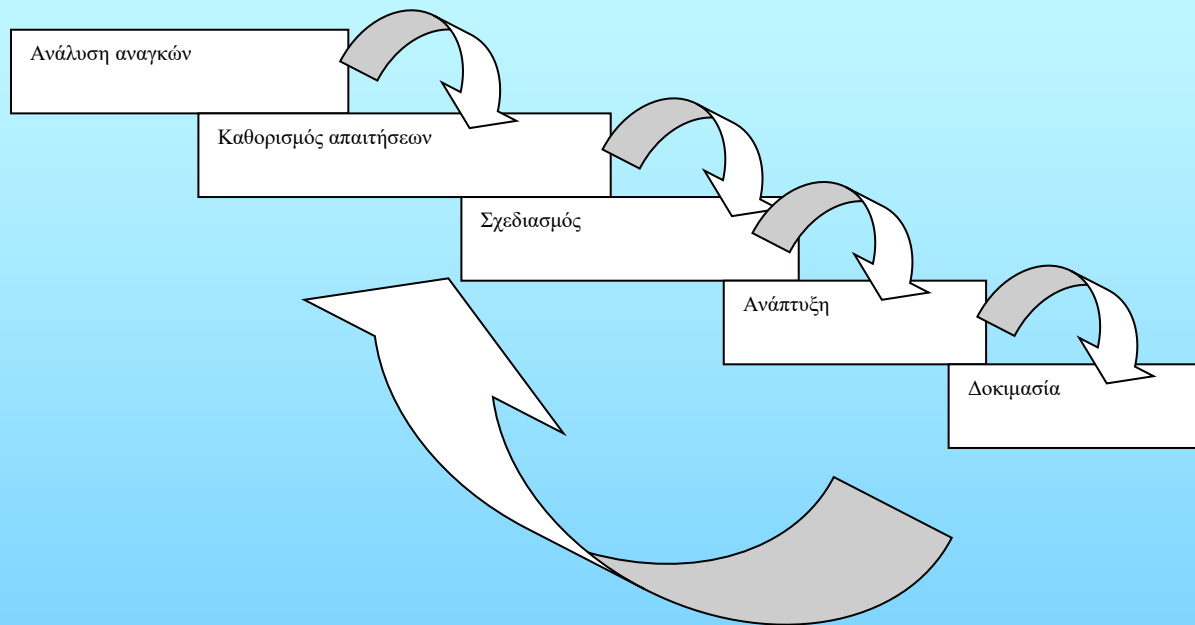 Ανάλυση αναγκών
Καθορισμός απαιτήσεων
Σχεδιασμός
Ανάπτυξη
Δοκιμασία